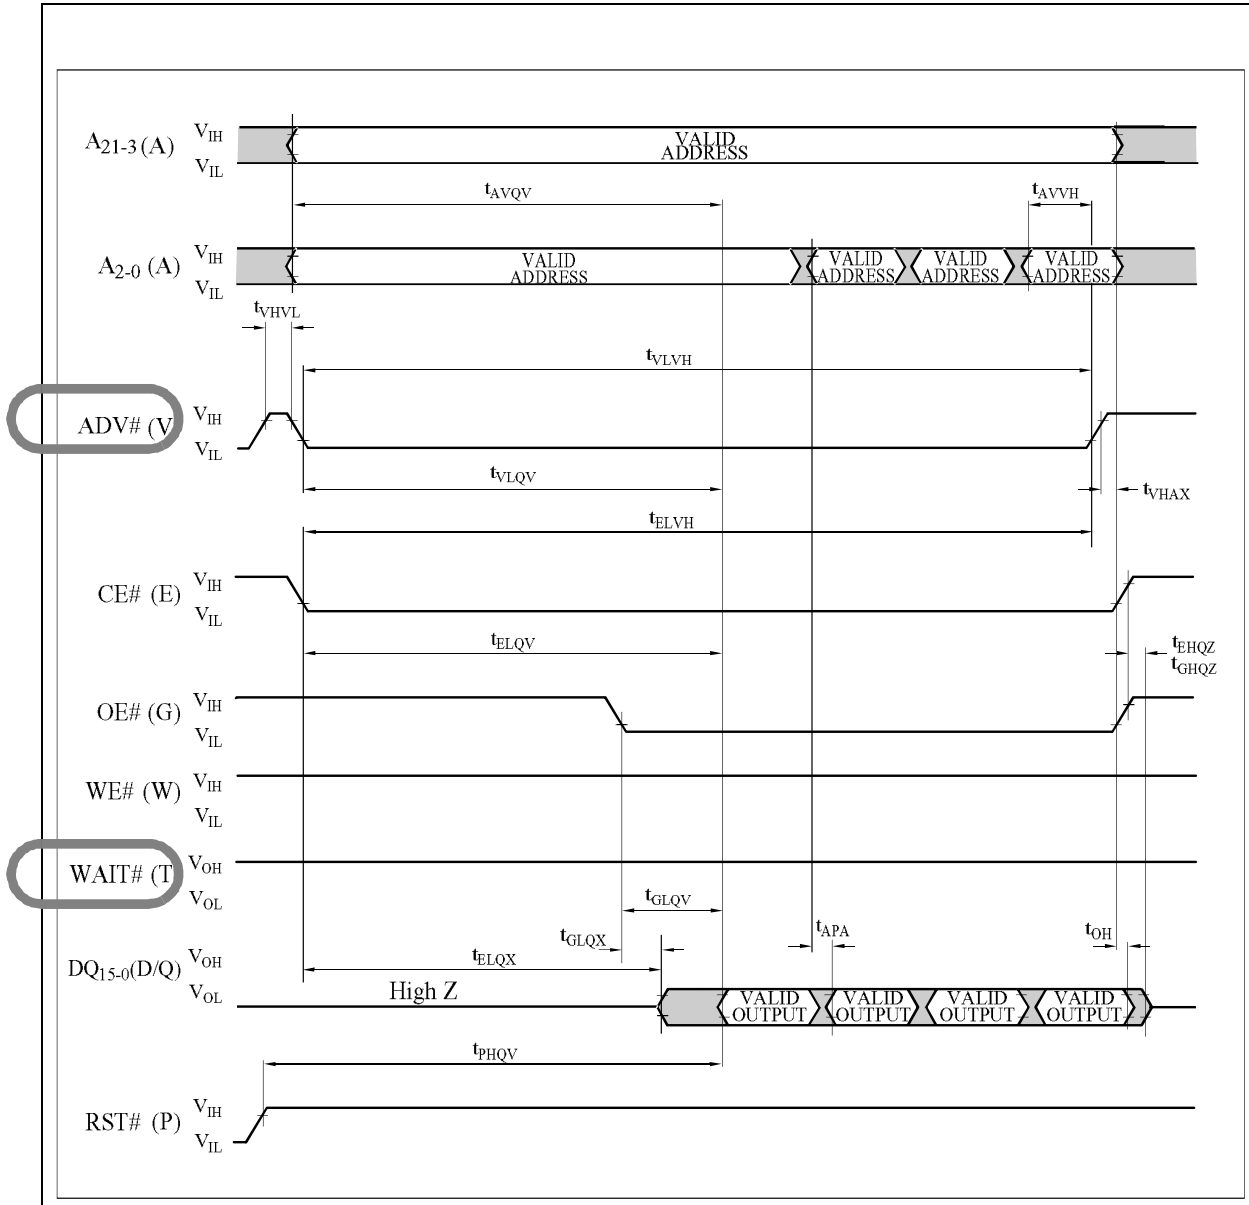 A21-3 (A) VIH VALID
ADDRESS
VIL
tAVQV tAVVH
A2-0 (A) VIH VALID VALID VALID VALID
ADDRESS ADDRESS ADDRESS ADDRESS
VIL
tVHVL
tVLVH
ADV# (V VIH
VIL
tVLQV
tVHAX
tELVH
CE# (E) VIH
VIL
tELQV
tEHQZ
tGHQZ
OE# (G) VIH
VIL
WE# (W) VIH
VIL
WAIT# (T VOH
VOL
tGLQV
tGLQX tAPA tOH
tELQX
DQ15-0(D/Q) VOH
VOL
High Z
VALID VALID VALID VALID
OUTPUT OUTPUT OUTPUT OUTPUT
tPHQV
RST# (P) VIH
VIL